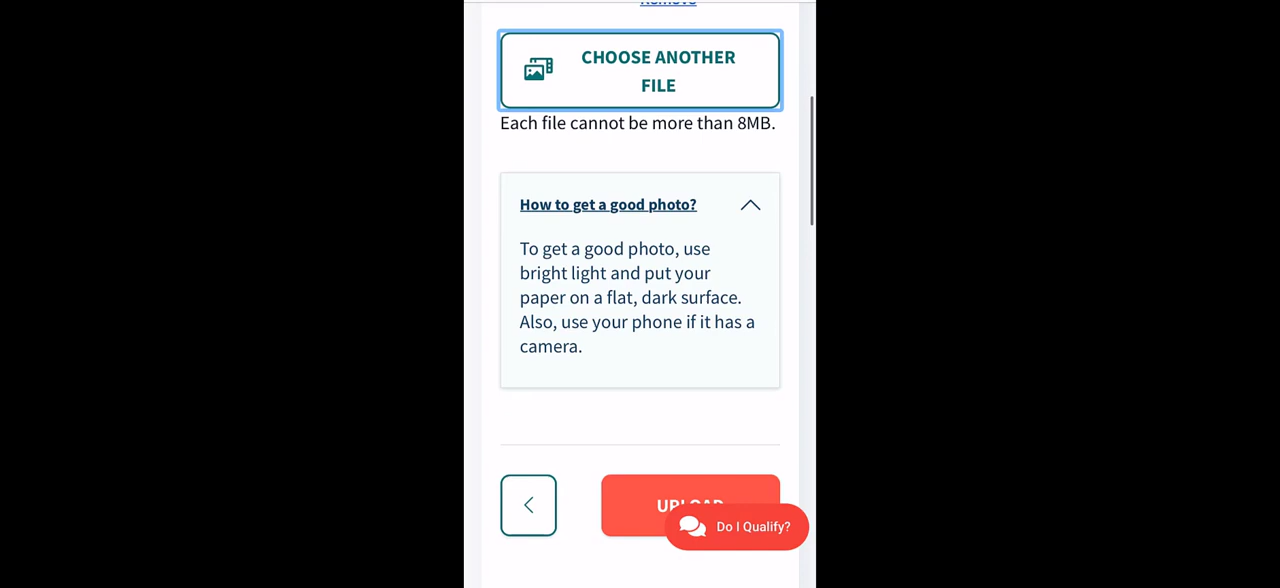 Remove
CHOOSE ANOTHER
FILE
Each file cannot be more than 8MB.
How to get a good photo?
To get a good photo, use
bright light and put your
paper on a flat, dark surface.
Also, use your phone if it has a
camera.
UPLOAD
Do I Qualify?